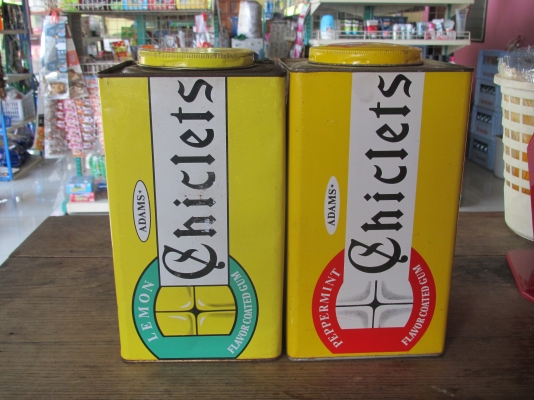 ADAMS
Chiclets
LEMON
FLAVOR COATED GUM
ADAMS
Chiclets
PEPPERMINT
FLAVOR COATED GUM